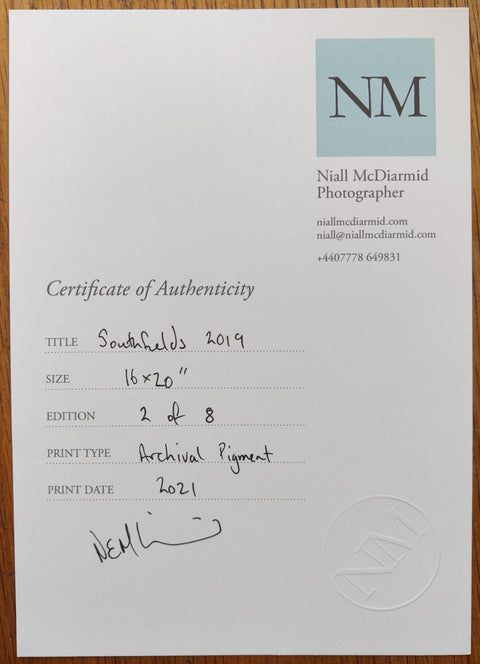 NM
Niall McDiarmid
Photographer
niallmcdiarmid.com
niall@niallmcdiarmid.com
+4407778 649831
Certificate of Authenticity
TITLE Southfields 2019
SIZE 16x20"
EDITION 2 of 8
PRINT TYPE Archival Pigment
PRINT DATE 2021
NM